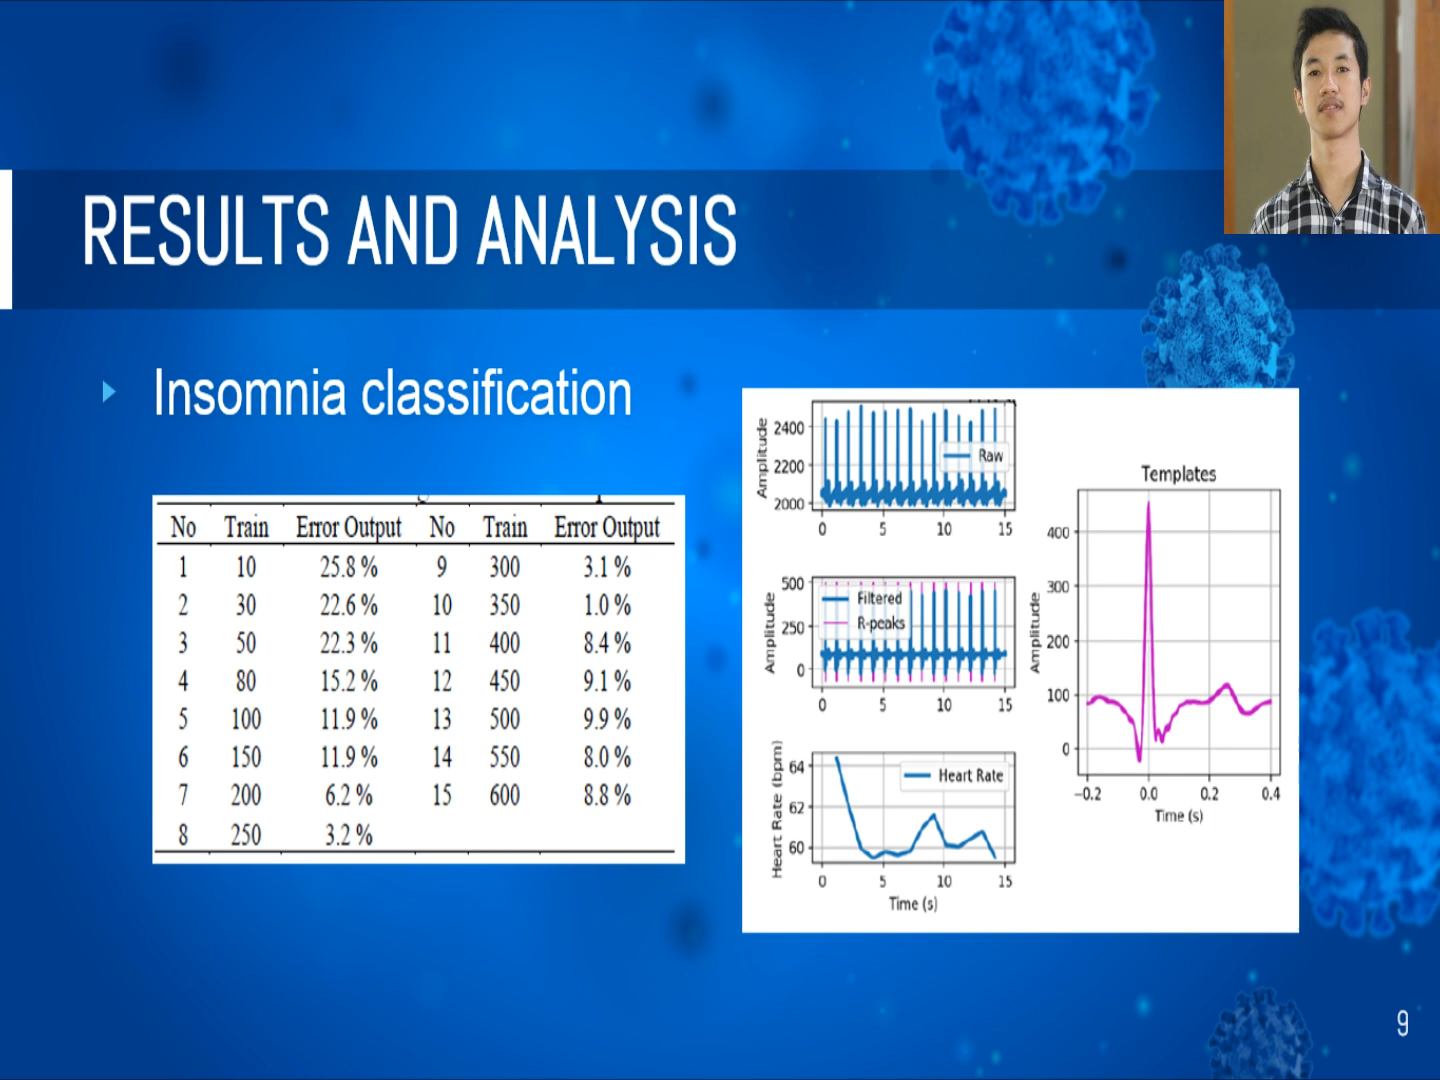 RESULTS AND ANALYSIS
Insomnia classification
No Train Error Output No Train Error Output
1 10 25.8 % 9 300 3.1 %
2 30 22.6 % 10 350 1.0 %
3 50 22.3 % 11 400 8.4 %
4 80 15.2 % 12 450 9.1 %
5 100 11.9 % 13 500 9.9 %
6 150 11.9 % 14 550 8.0 %
7 200 6.2 % 15 600 8.8 %
8 250 3.2 %
Amplitude
2400
2200
2000
Raw
0 5 10 15
Amplitude
500
250
0
Filtered
R-peaks
0 5 10 15
Heart Rate (bpm)
64
62
60
Heart Rate
0 5 10 15
Time (s)
Templates
Amplitude
400
300
200
100
0
−0.2 0.0 0.2 0.4
Time (s)
9